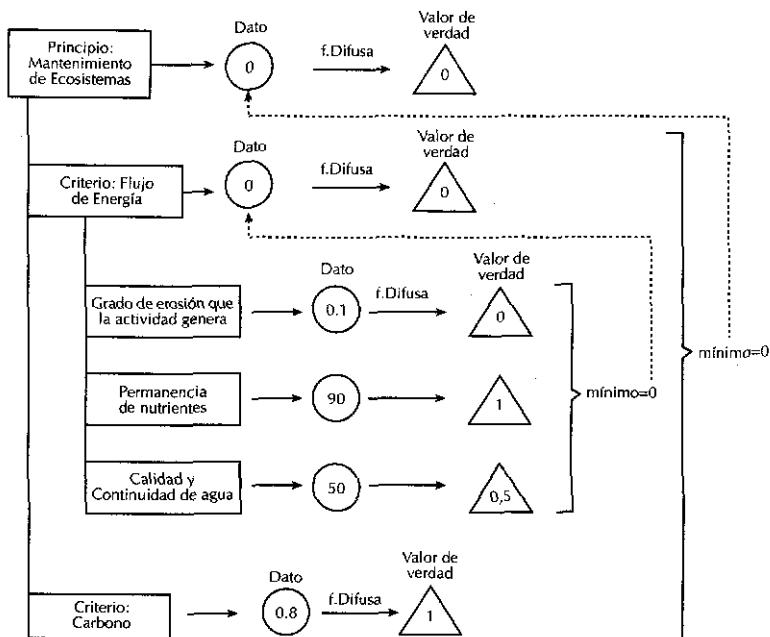 Principio:
Mantenimiento
de Ecosistemas
Dato
0
f.Difusa
Valor de
verdad
0
Criterio: Flujo
de Energía
Dato
0
f.Difusa
Valor de
verdad
0
Grado de erosión que
la actividad genera
Dato
0.1
f.Difusa
Valor de
verdad
0
Permanencia
de nutrientes
90
1
Calidad y
Continuidad de agua
50
0,5
mínimo=0
mínimo=0
Criterio:
Carbono
Dato
0.8
f.Difusa
Valor de
verdad
1